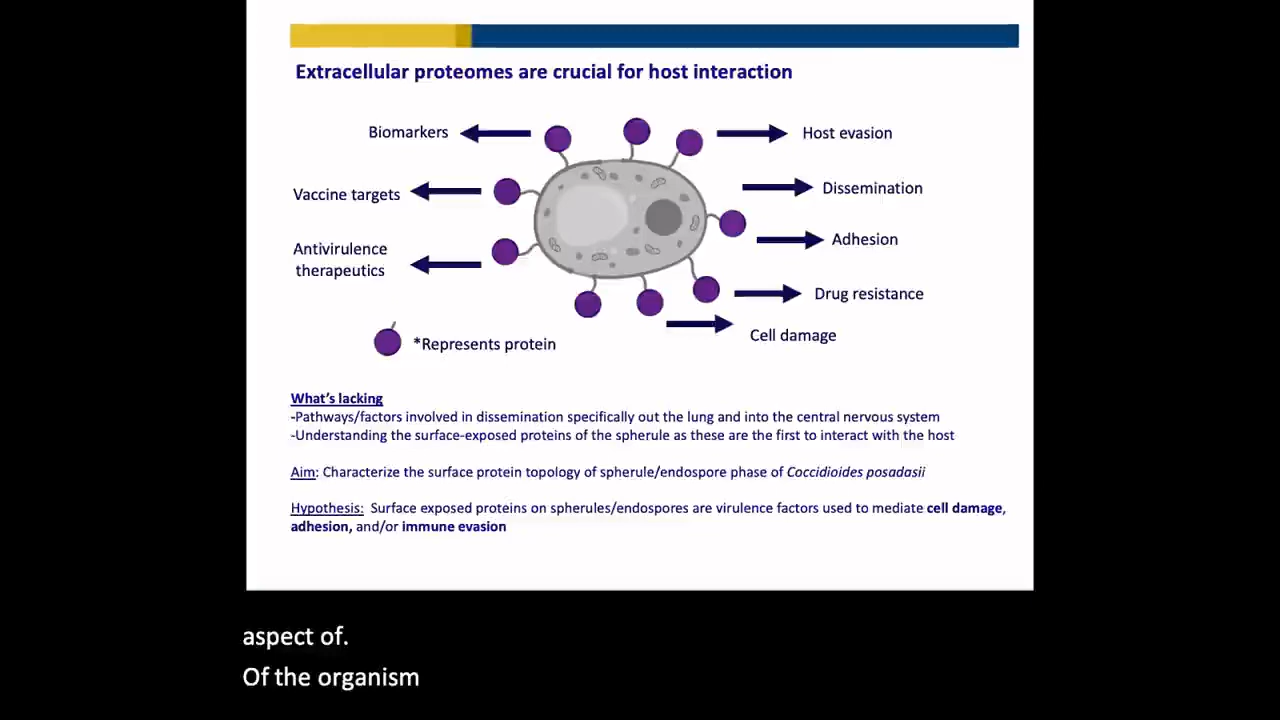 Extracellular proteomes are crucial for host interaction
Biomarkers
Host evasion
Vaccine targets
Dissemination
Antivirulence
therapeutics
Adhesion
Drug resistance
Cell damage
*Represents protein
What's lacking
-Pathways/factors involved in dissemination specifically out the lung and into the central nervous system
-Understanding the surface-exposed proteins of the spherule as these are the first to interact with the host
Aim: Characterize the surface protein topology of spherule/endospore phase of Coccidioides posadasii
Hypothesis: Surface exposed proteins on spherules/endospores are virulence factors used to mediate cell damage,
adhesion, and/or immune evasion
aspect of.
Of the organism